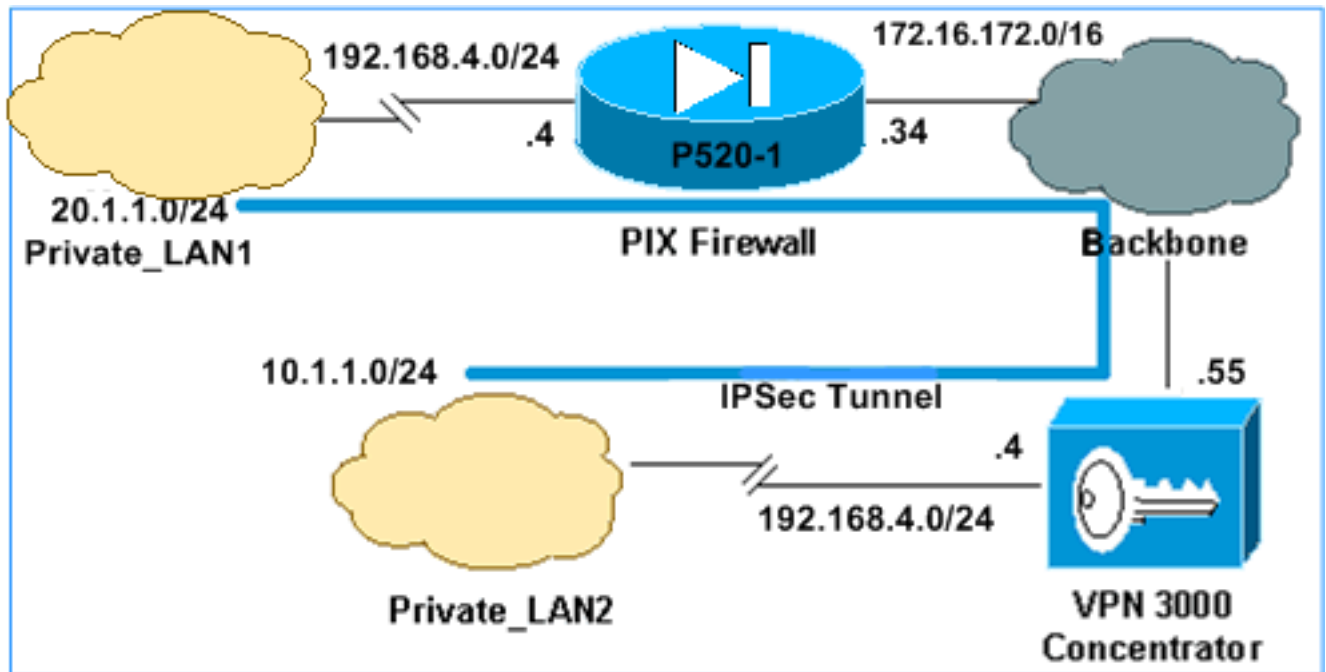 192.168.4.0/24
172.16.172.0/16
.4
P520-1
.34
20.1.1.0/24
Private_LAN1
PIX Firewall
Backbone
10.1.1.0/24
IPSec Tunnel
.55
.4
192.168.4.0/24
Private_LAN2
VPN 3000
Concentrator